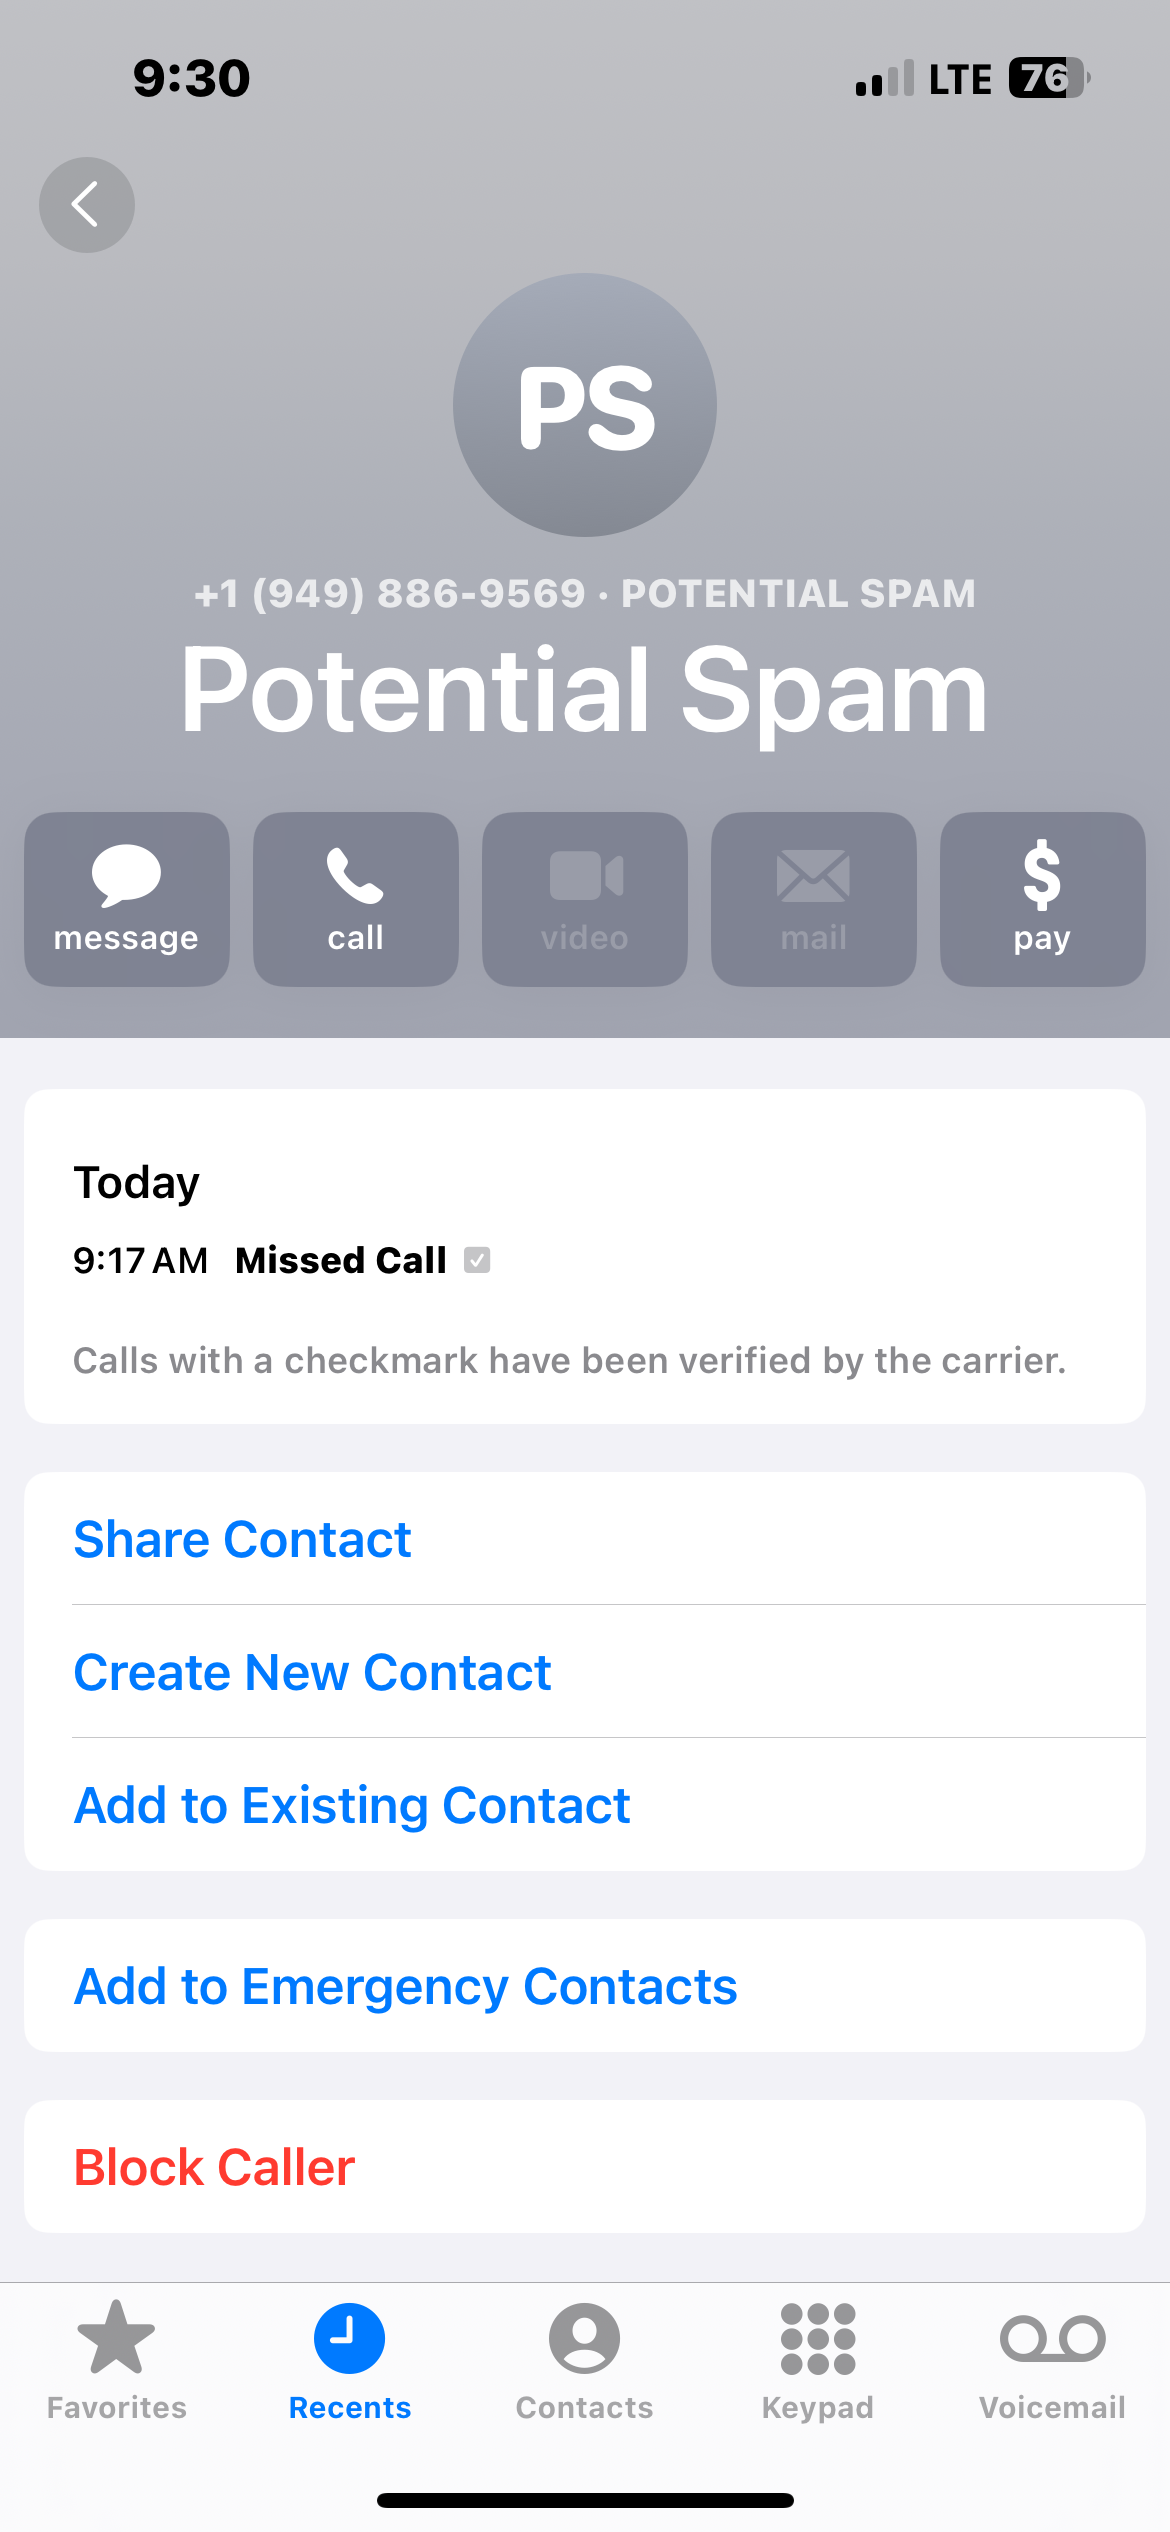 9:30
LTE 76
PS
+1 (949) 886-9569 · POTENTIAL SPAM
Potential Spam
message call video mail pay
Today
9:17 AM Missed Call
Calls with a checkmark have been verified by the carrier.
Share Contact
Create New Contact
Add to Existing Contact
Add to Emergency Contacts
Block Caller
Favorites Recents Contacts Keypad Voicemail